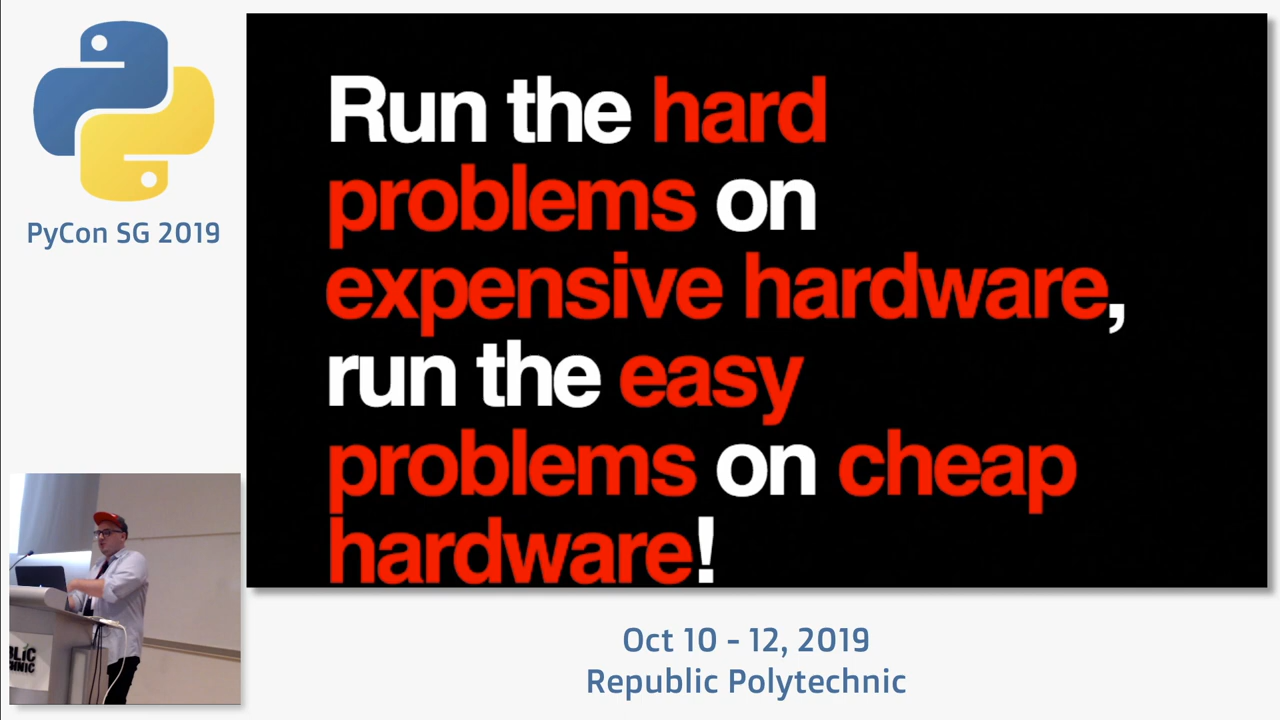 PyCon SG 2019
Run the hard
problems on
expensive hardware,
run the easy
problems on cheap
hardware!
Oct 10 - 12, 2019
Republic Polytechnic